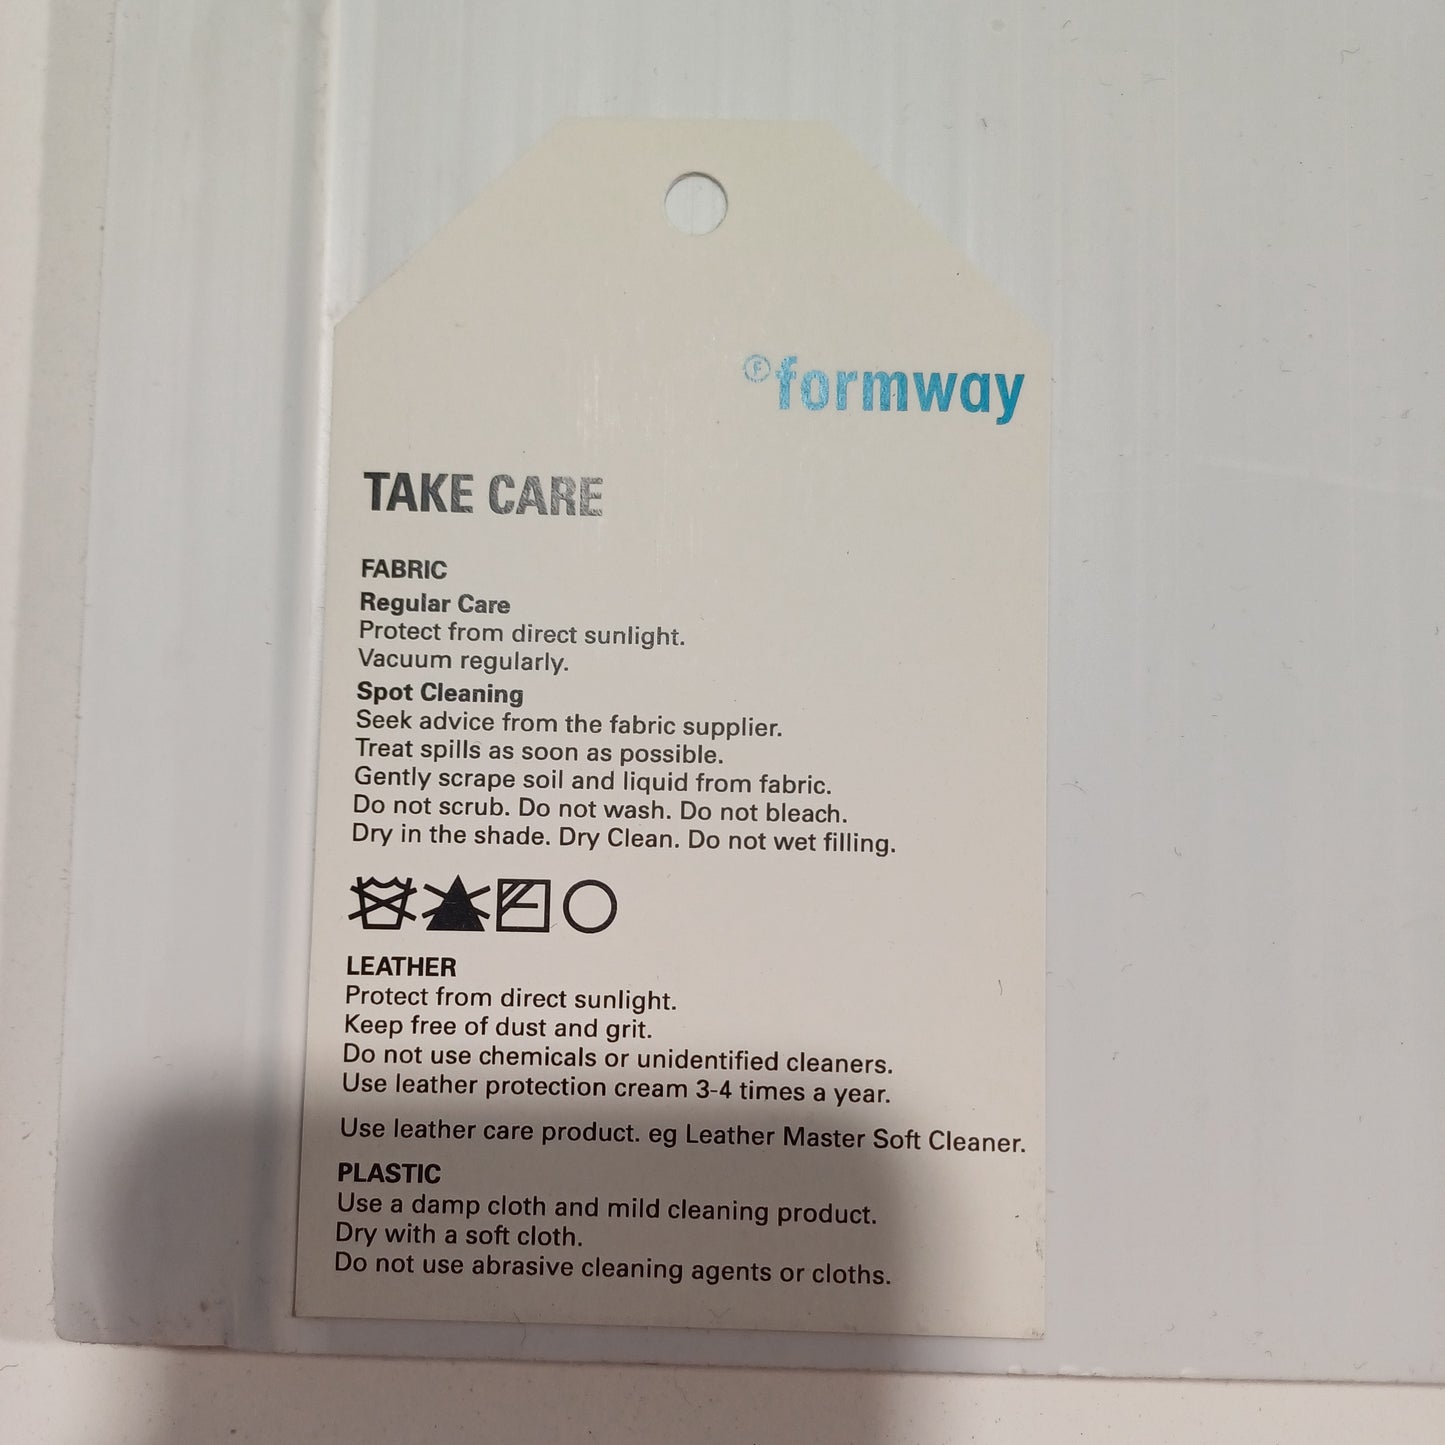 Ⓕformway
TAKE CARE
FABRIC
Regular Care
Protect from direct sunlight.
Vacuum regularly.
Spot Cleaning
Seek advice from the fabric supplier.
Treat spills as soon as possible.
Gently scrape soil and liquid from fabric.
Do not scrub. Do not wash. Do not bleach.
Dry in the shade. Dry Clean. Do not wet filling.
LEATHER
Protect from direct sunlight.
Keep free of dust and grit.
Do not use chemicals or unidentified cleaners.
Use leather protection cream 3-4 times a year.
Use leather care product. eg Leather Master Soft Cleaner.
PLASTIC
Use a damp cloth and mild cleaning product.
Dry with a soft cloth.
Do not use abrasive cleaning agents or cloths.